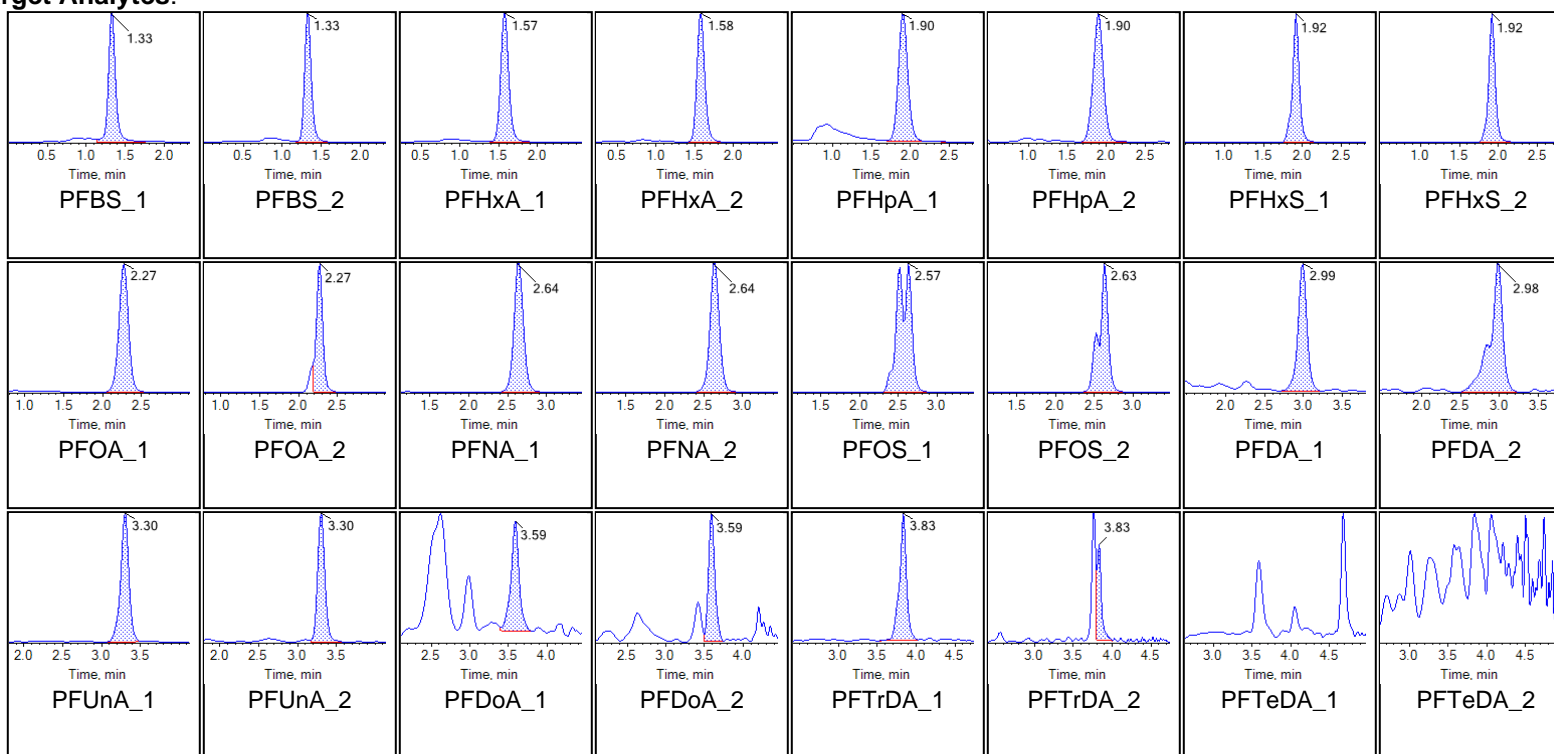 rget Analytes:
1.33 1.33 1.57 1.58 1.90 1.90 1.92 1.92
0.5 1.0 1.5 2.0 0.5 1.0 1.5 2.0 0.5 1.0 1.5 2.0 0.5 1.0 1.5 2.0 1.0 1.5 2.0 2.5 1.0 1.5 2.0 2.5 1.0 1.5 2.0 2.5 1.0 1.5 2.0 2.5
Time, min Time, min Time, min Time, min Time, min Time, min Time, min Time, min
PFBS_1 PFBS_2 PFHxA_1 PFHxA_2 PFHpA_1 PFHpA_2 PFHxS_1 PFHxS_2
2.27 2.27 2.64 2.64 2.57 2.63 2.99 2.98
1.0 1.5 2.0 2.5 1.0 1.5 2.0 2.5 1.5 2.0 2.5 3.0 1.5 2.0 2.5 3.0 1.5 2.0 2.5 3.0 1.5 2.0 2.5 3.0 2.0 2.5 3.0 3.5 2.0 2.5 3.0 3.5
Time, min Time, min Time, min Time, min Time, min Time, min Time, min Time, min
PFOA_1 PFOA_2 PFNA_1 PFNA_2 PFOS_1 PFOS_2 PFDA_1 PFDA_2
3.30 3.30 3.59 3.59 3.83 3.83
2.0 2.5 3.0 3.5 2.0 2.5 3.0 3.5 2.5 3.0 3.5 4.0 2.5 3.0 3.5 4.0 3.0 3.5 4.0 4.5 3.0 3.5 4.0 4.5 3.0 3.5 4.0 4.5 3.0 3.5 4.0 4.5
Time, min Time, min Time, min Time, min Time, min Time, min Time, min Time, min
PFUnA_1 PFUnA_2 PFDoA_1 PFDoA_2 PFTrDA_1 PFTrDA_2 PFTeDA_1 PFTeDA_2